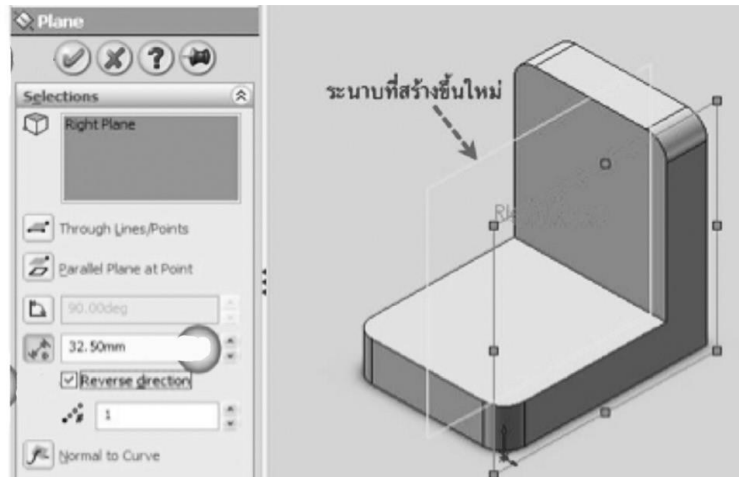 Plane
Selections
Right Plane
Through Lines/Points
Parallel Plane at Point
90.00deg
32.50mm
Reverse direction
1
Normal to Curve
ระนาบที่สร้างขึ้นใหม่